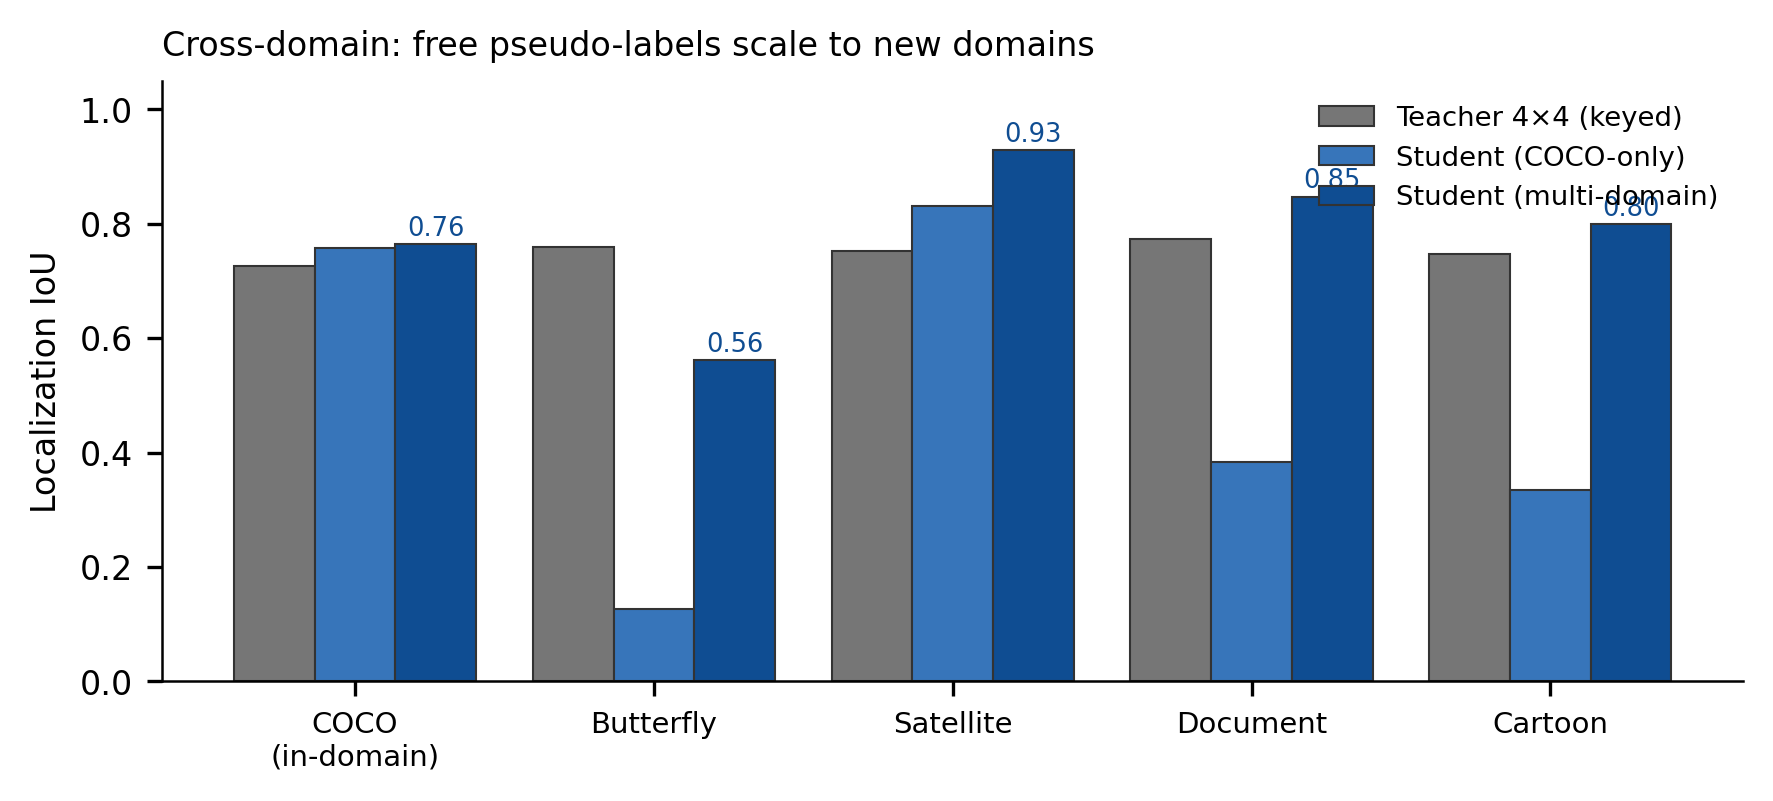 Cross-domain: free pseudo-labels scale to new domains
Localization IoU
1.0
0.8
0.6
0.4
0.2
0.0
0.76
0.56
0.93
0.85
0.80
Teacher 4×4 (keyed)
Student (COCO-only)
Student (multi-domain)
COCO
(in-domain)
Butterfly
Satellite
Document
Cartoon